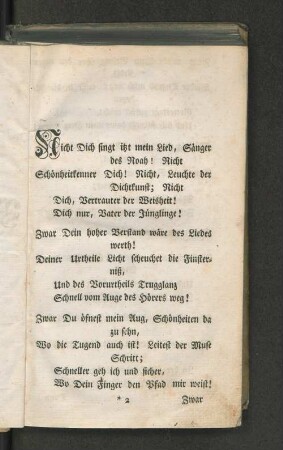 Nicht Dich singt itzt mein Lied, Sänger
des Noah! Nicht
Schönheitkenner Dich! Nicht, Leuchte der
Dichtkunst; Nicht
Dich, Vertrauter der Weisheit!
Dich nur, Vater der Jünglinge!
Zwar Dein hoher Verstand wäre des Liedes
werth!
Deiner Urtheile Licht scheuchet die Finster-
niß,
Und des Vorurtheils Trugglanz
Schnell vom Auge des Hörers weg!
Zwar Du öfnest mein Aug, Schönheiten da
zu sehn,
Wo die Tugend auch ist! Leitest der Muse
Schritt;
Schneller geh ich und sicher,
Wo Dein Finger den Pfad mir weist!
* 2 Zwar